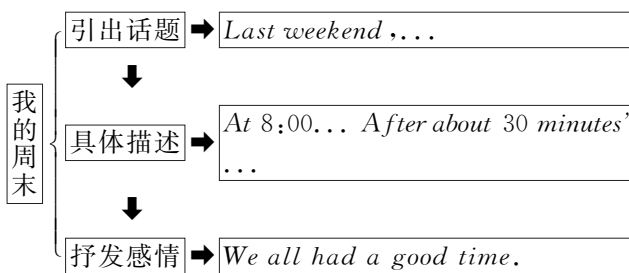 引出话题
Last weekend,...
我的周末
具体描述
At 8:00... After about 30 minutes'
...
抒发感情
We all had a good time.